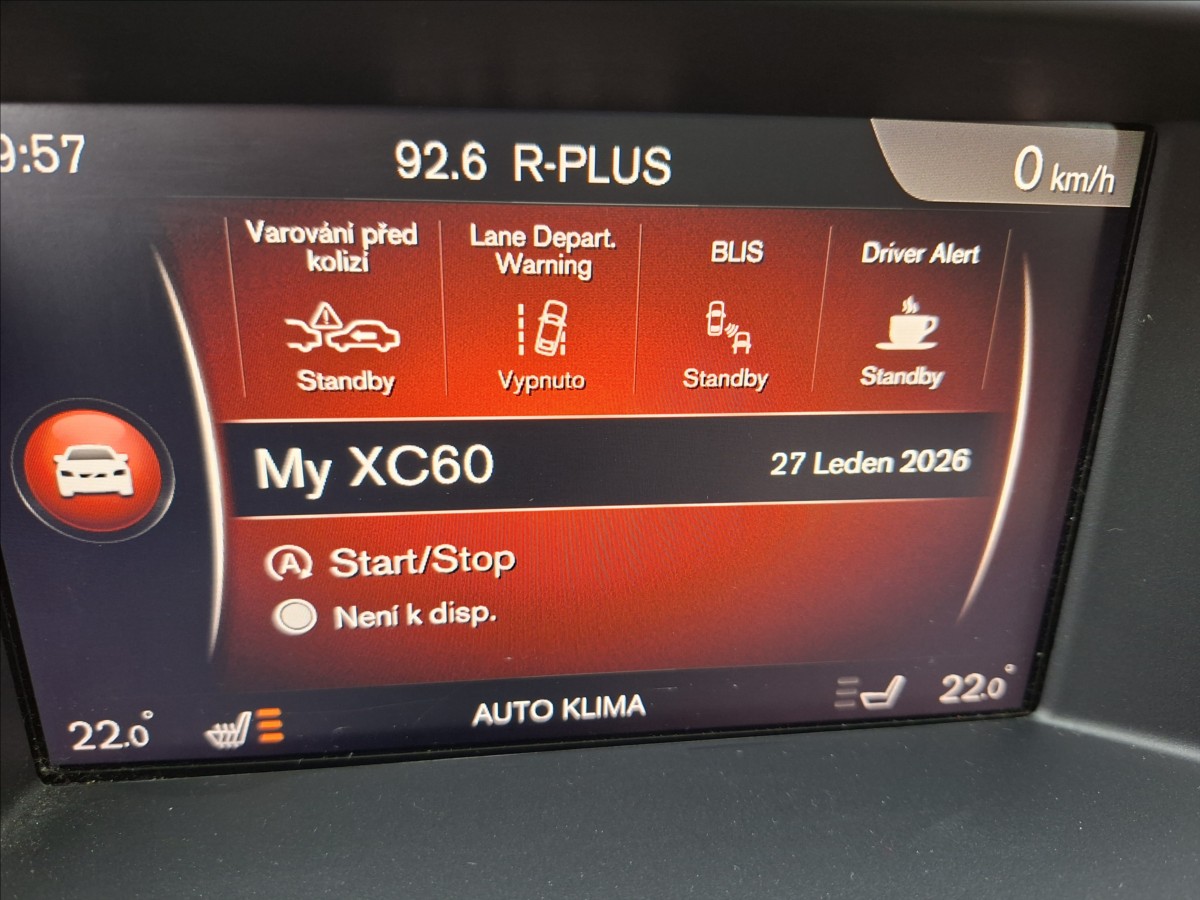 9:57
92.6 R-PLUS
0 km/h
Varování před
kolizí
Lane Depart.
Warning
BLIS
Driver Alert
Standby
Vypnuto
Standby
Standby
My XC60
27 Leden 2026
A Start/Stop
Není k disp.
22.0°
AUTO KLIMA
22.0°